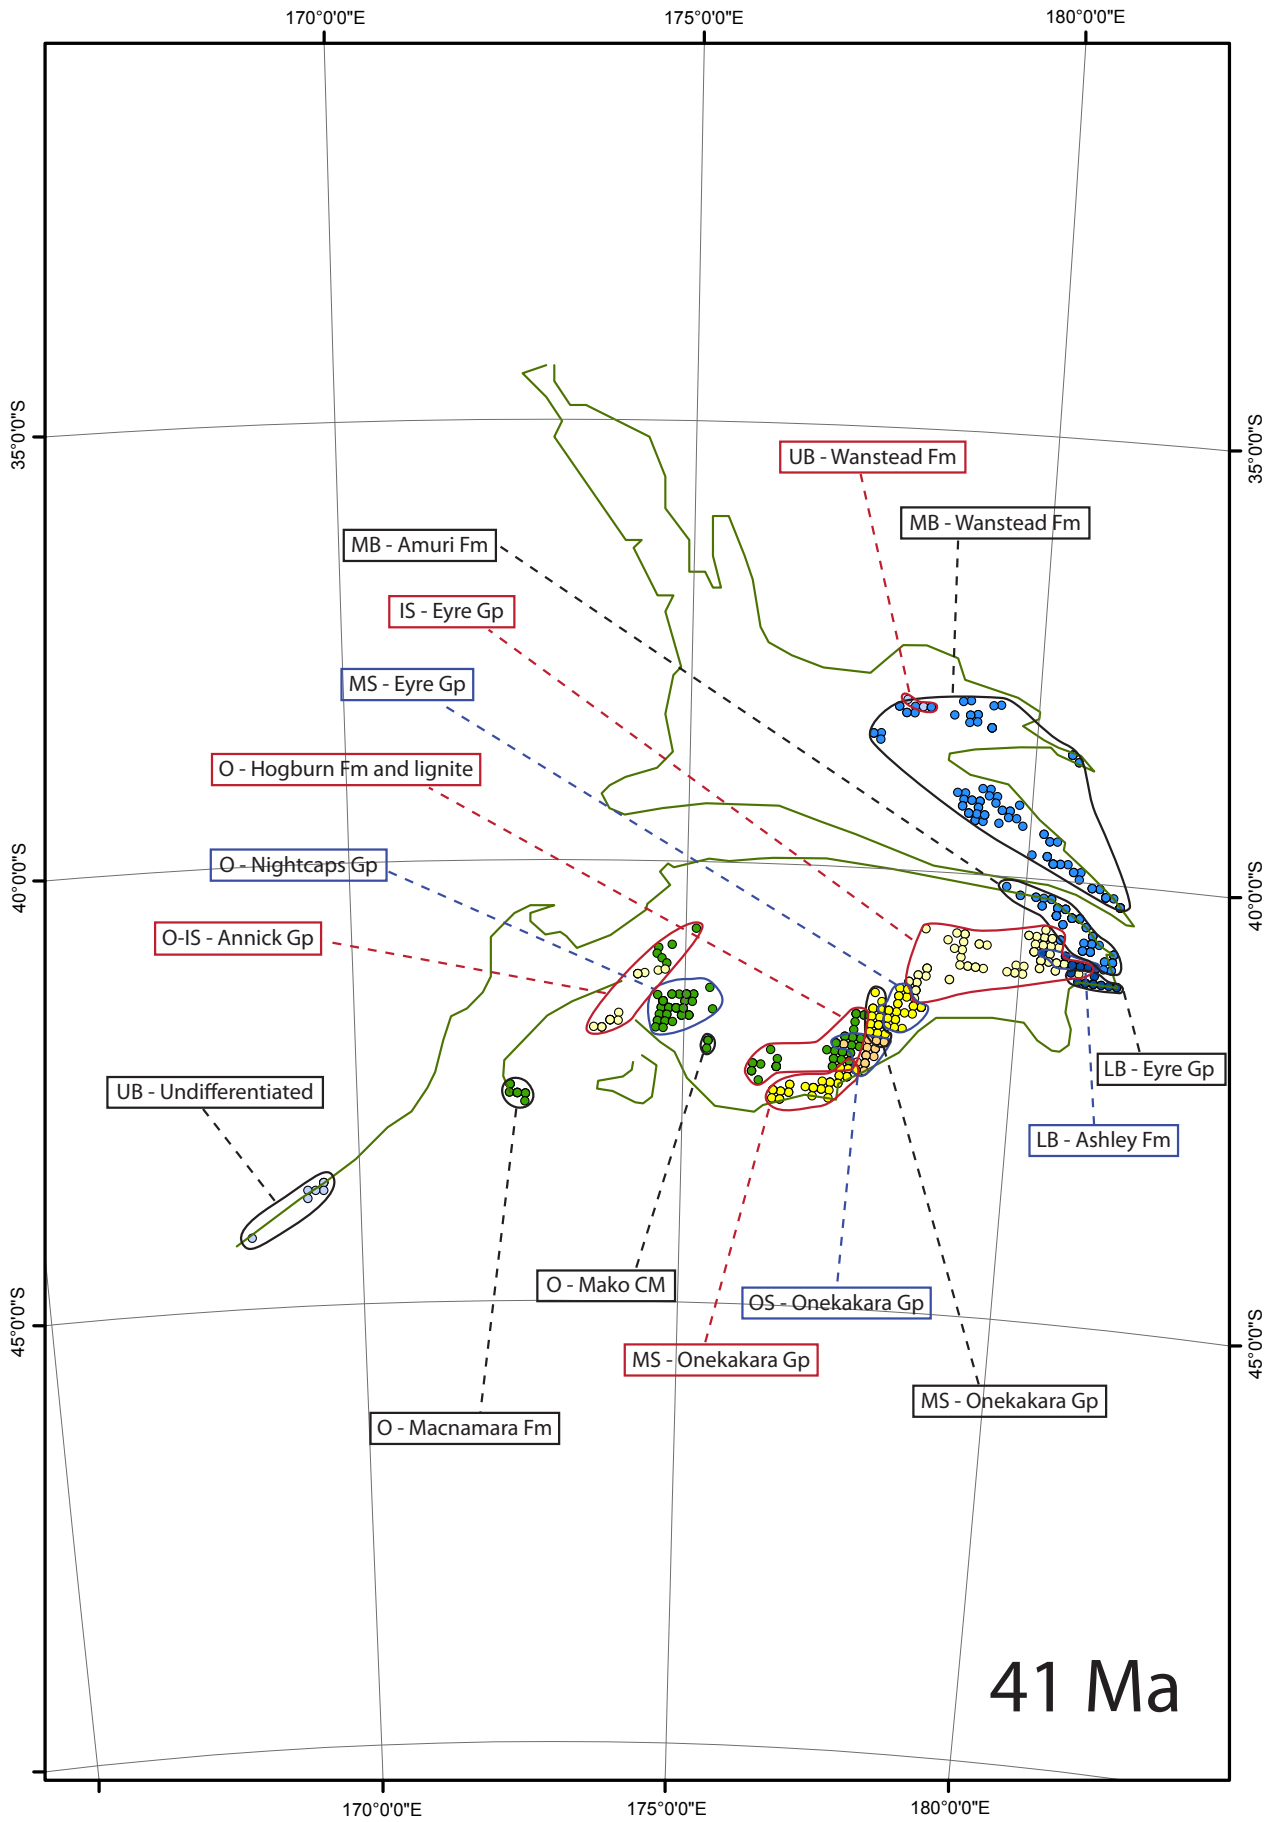 170°0'0"E
175°0'0"E
180°0'0"E
35°0'0"S
35°0'0"S
UB - Wanstead Fm
MB - Wanstead Fm
MB - Amuri Fm
IS - Eyre Gp
MS - Eyre Gp
O - Hogburn Fm and lignite
O - Nightcaps Gp
40°0'0"S
40°0'0"S
O-IS - Annick Gp
UB - Undifferentiated
LB - Eyre Gp
LB - Ashley Fm
O - Mako CM
OS - Onekakara Gp
45°0'0"S
45°0'0"S
MS - Onekakara Gp
MS - Onekakara Gp
O - Macnamara Fm
41 Ma
170°0'0"E
175°0'0"E
180°0'0"E